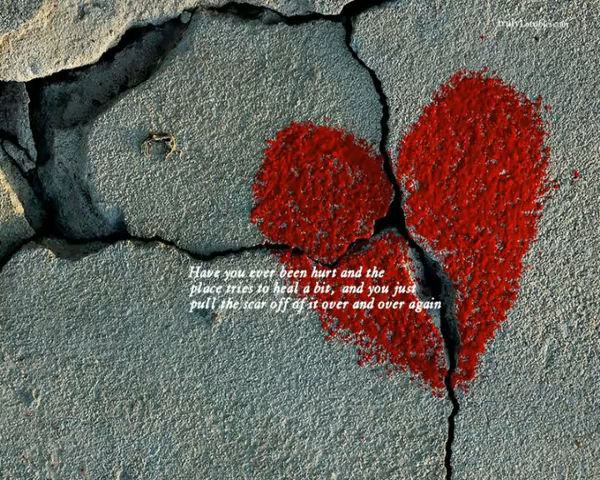 Have you ever been hurt and the
place tries to heal a bit, and you just
pull the scar off of it over and over again